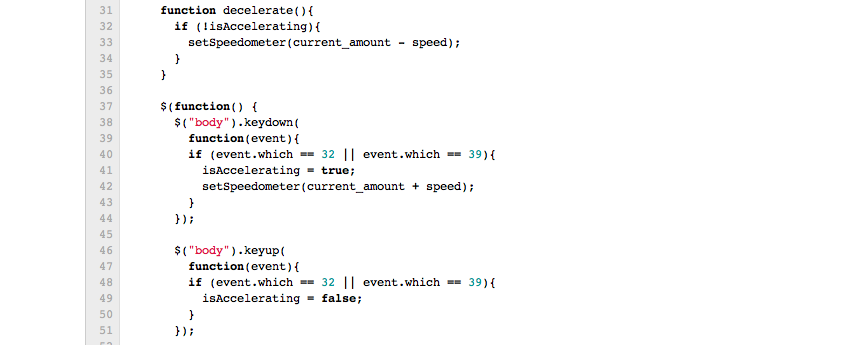 31 function decelerate(){
32 if (!isAccelerating){
33 setSpeedometer(current_amount - speed);
34 }
35 }
36
37 $(function() {
38 $("body").keydown(
39 function(event){
40 if (event.which == 32 || event.which == 39){
41 isAccelerating = true;
42 setSpeedometer(current_amount + speed);
43 }
44 });
45
46 $("body").keyup(
47 function(event){
48 if (event.which == 32 || event.which == 39){
49 isAccelerating = false;
50 }
51 });